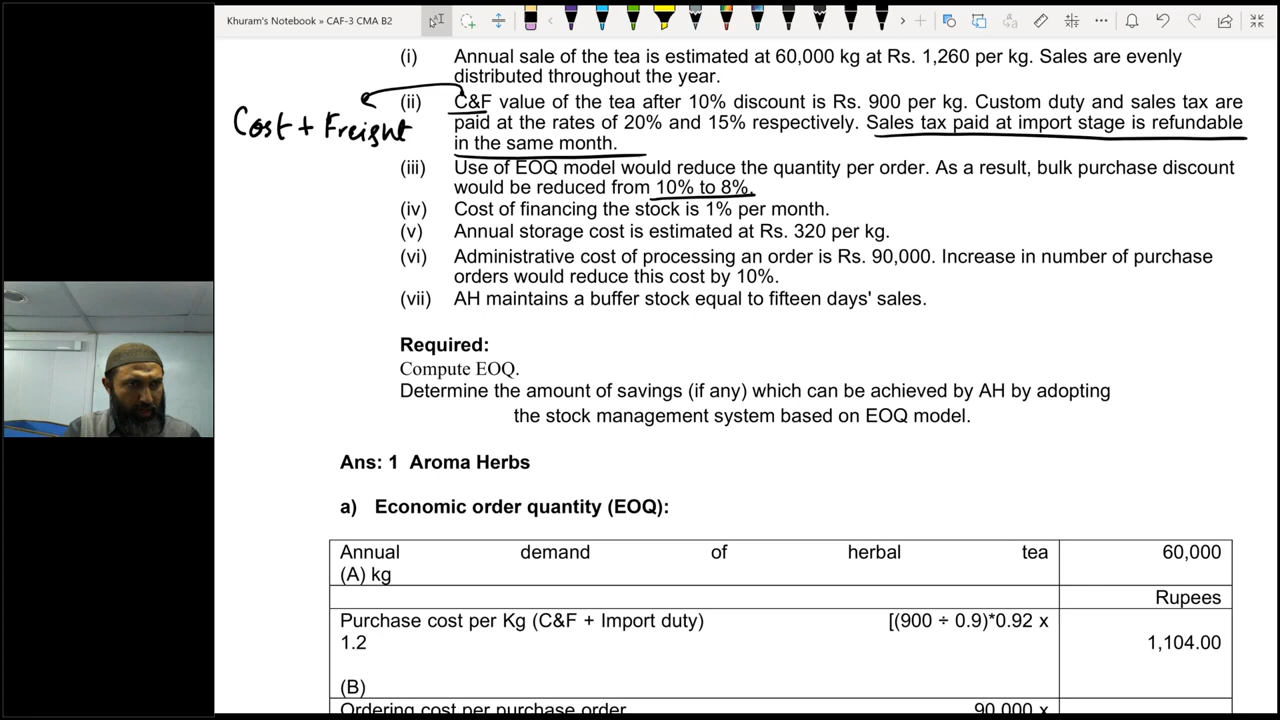 Khuram's Notebook » CAF-3 CMA B2
(i) Annual sale of the tea is estimated at 60,000 kg at Rs. 1,260 per kg. Sales are evenly
distributed throughout the year.
(ii) C&F value of the tea after 10% discount is Rs. 900 per kg. Custom duty and sales tax are
Cost + Freight
paid at the rates of 20% and 15% respectively. Sales tax paid at import stage is refundable
in the same month.
(iii) Use of EOQ model would reduce the quantity per order. As a result, bulk purchase discount
would be reduced from 10% to 8%.
(iv) Cost of financing the stock is 1% per month.
(v) Annual storage cost is estimated at Rs. 320 per kg.
(vi) Administrative cost of processing an order is Rs. 90,000. Increase in number of purchase
orders would reduce this cost by 10%.
(vii) AH maintains a buffer stock equal to fifteen days' sales.
Required:
Compute EOQ.
Determine the amount of savings (if any) which can be achieved by AH by adopting
the stock management system based on EOQ model.
Ans: 1 Aroma Herbs
a) Economic order quantity (EOQ):
Annual demand of herbal tea 60,000
(A) kg
Rupees
Purchase cost per Kg (C&F + Import duty) [(900 ÷ 0.9)*0.92 x
1.2 1,104.00
(B)
Ordering cost per purchase order 90,000 x